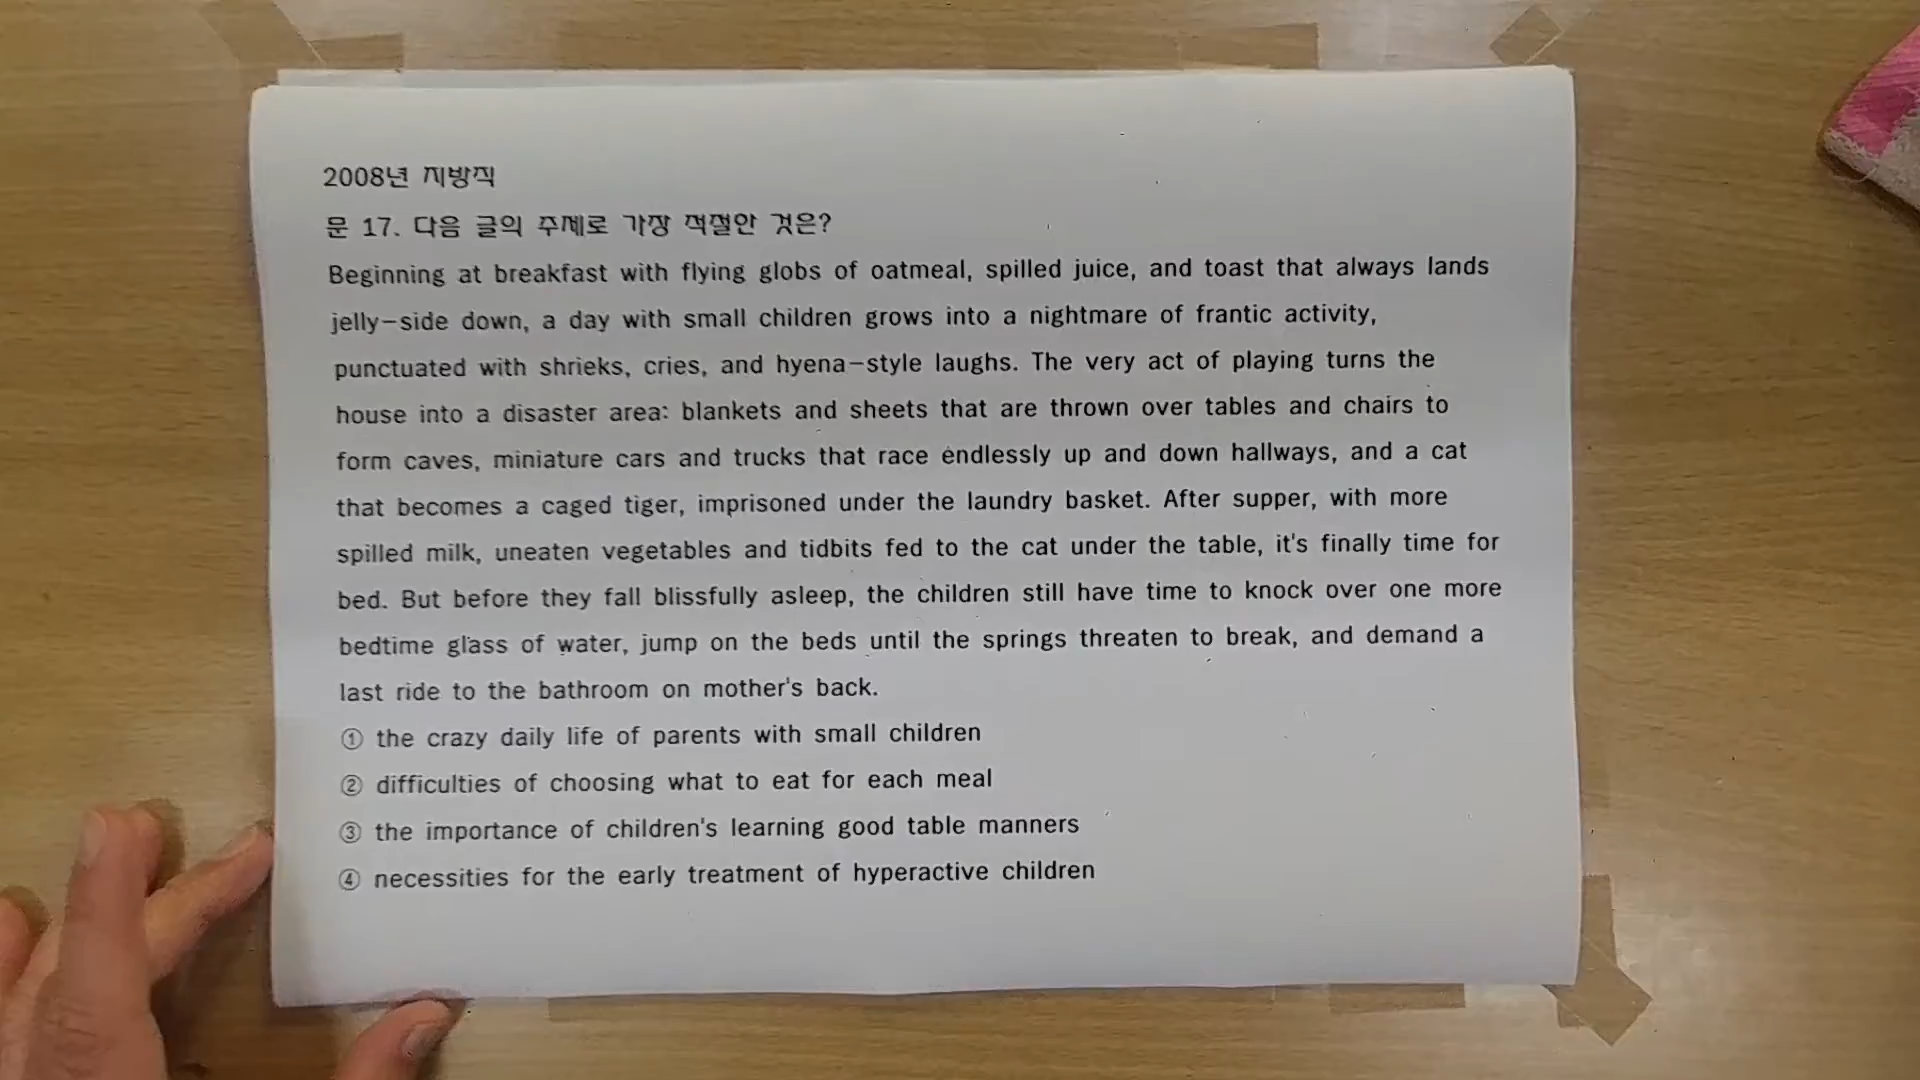 2008년 지방직
문 17. 다음 글의 주제로 가장 적절한 것은?
Beginning at breakfast with flying globs of oatmeal, spilled juice, and toast that always lands
jelly-side down, a day with small children grows into a nightmare of frantic activity,
punctuated with shrieks, cries, and hyena-style laughs. The very act of playing turns the
house into a disaster area: blankets and sheets that are thrown over tables and chairs to
form caves, miniature cars and trucks that race endlessly up and down hallways, and a cat
that becomes a caged tiger, imprisoned under the laundry basket. After supper, with more
spilled milk, uneaten vegetables and tidbits fed to the cat under the table, it's finally time for
bed. But before they fall blissfully asleep, the children still have time to knock over one more
bedtime glass of water, jump on the beds until the springs threaten to break, and demand a
last ride to the bathroom on mother's back.
① the crazy daily life of parents with small children
② difficulties of choosing what to eat for each meal
③ the importance of children's learning good table manners
④ necessities for the early treatment of hyperactive children